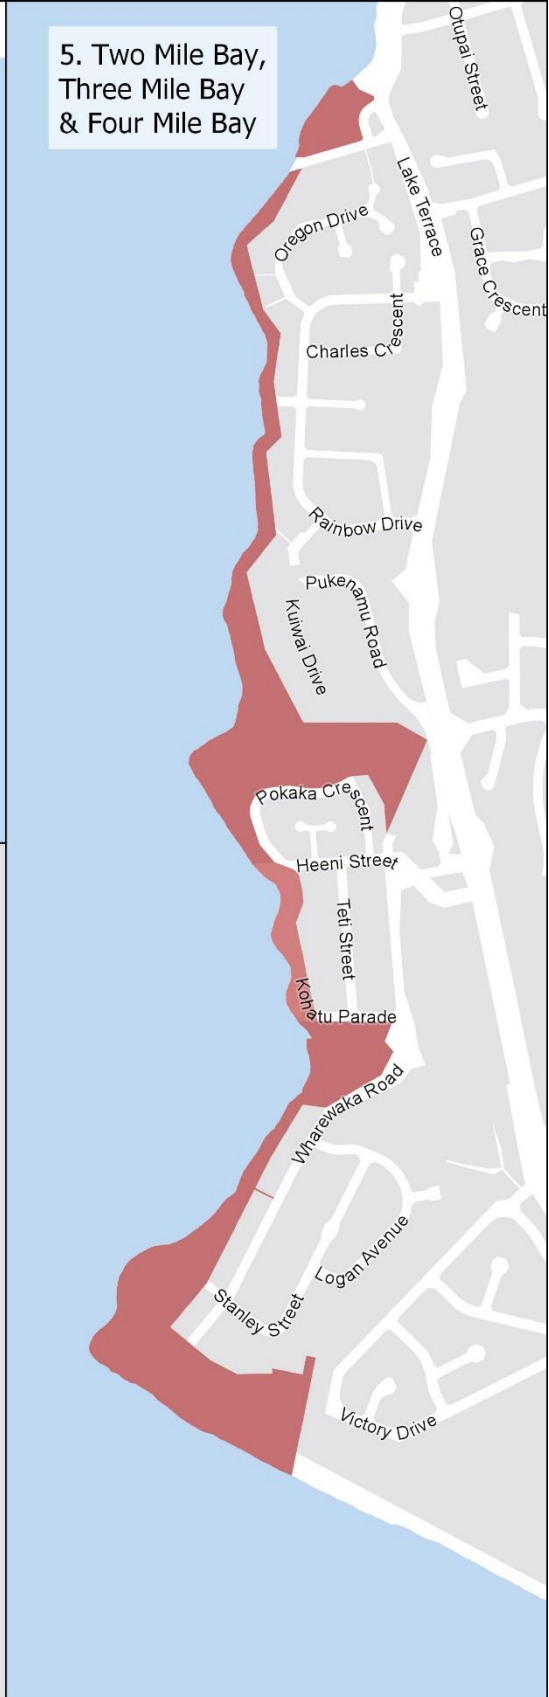 5. Two Mile Bay,
Three Mile Bay
& Four Mile Bay
Otupai Street
Lake Terrace
Oregon Drive
Grace Crescent
Charles Crescent
Rainbow Drive
Pukenamu Road
Kuiwai Drive
Pokaka Crescent
Heeni Street
Teti Street
Kohatu Parade
Wharewaka Road
Logan Avenue
Stanley Street
Victory Drive